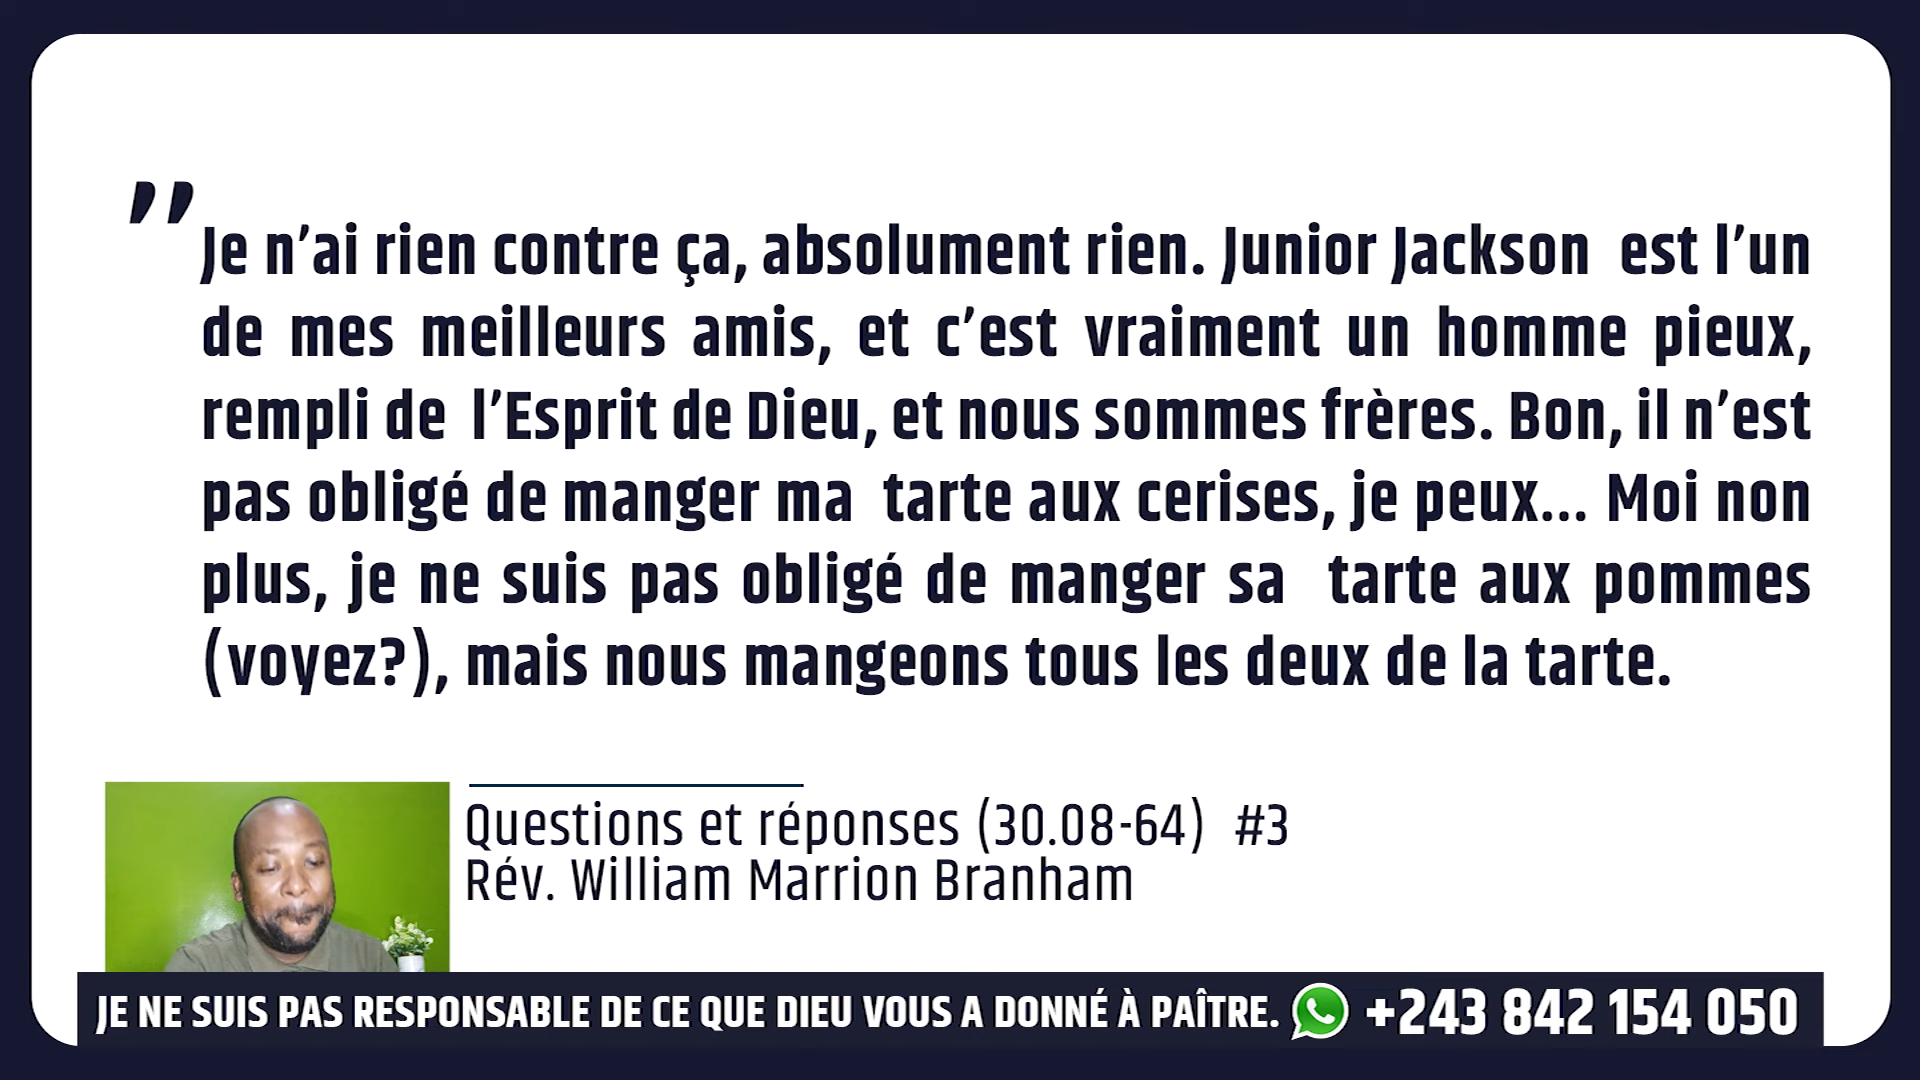 ”
Je n’ai rien contre ça, absolument rien. Junior Jackson est l’un
de mes meilleurs amis, et c’est vraiment un homme pieux,
rempli de l’Esprit de Dieu, et nous sommes frères. Bon, il n’est
pas obligé de manger ma tarte aux cerises, je peux... Moi non
plus, je ne suis pas obligé de manger sa tarte aux pommes
(voyez?), mais nous mangeons tous les deux de la tarte.
Questions et réponses (30.08-64) #3
Rév. William Marrion Branham
JE NE SUIS PAS RESPONSABLE DE CE QUE DIEU VOUS A DONNÉ À PAÎTRE. +243 842 154 050